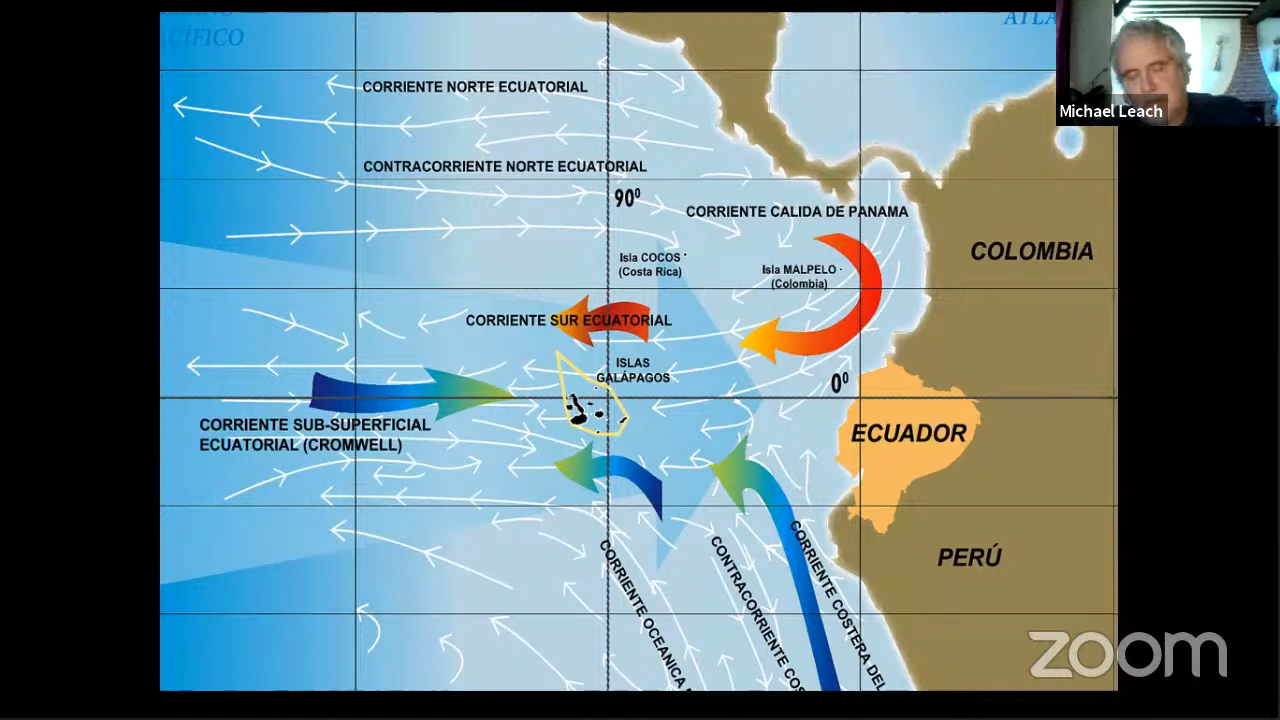 CÍFICO
ATLA
Michael Leach
CORRIENTE NORTE ECUATORIAL
CONTRACORRIENTE NORTE ECUATORIAL
90⁰
CORRIENTE CALIDA DE PANAMA
COLOMBIA
Isla COCOS
(Costa Rica)
Isla MALPELO
(Colombia)
CORRIENTE SUR ECUATORIAL
ISLAS
GALÁPAGOS
0⁰
CORRIENTE SUB-SUPERFICIAL
ECUATORIAL (CROMWELL)
ECUADOR
PERÚ
CORRIENTE OCEANICA
CONTRACORRIENTE COS
CORRIENTE COSTERA DEL
zoom